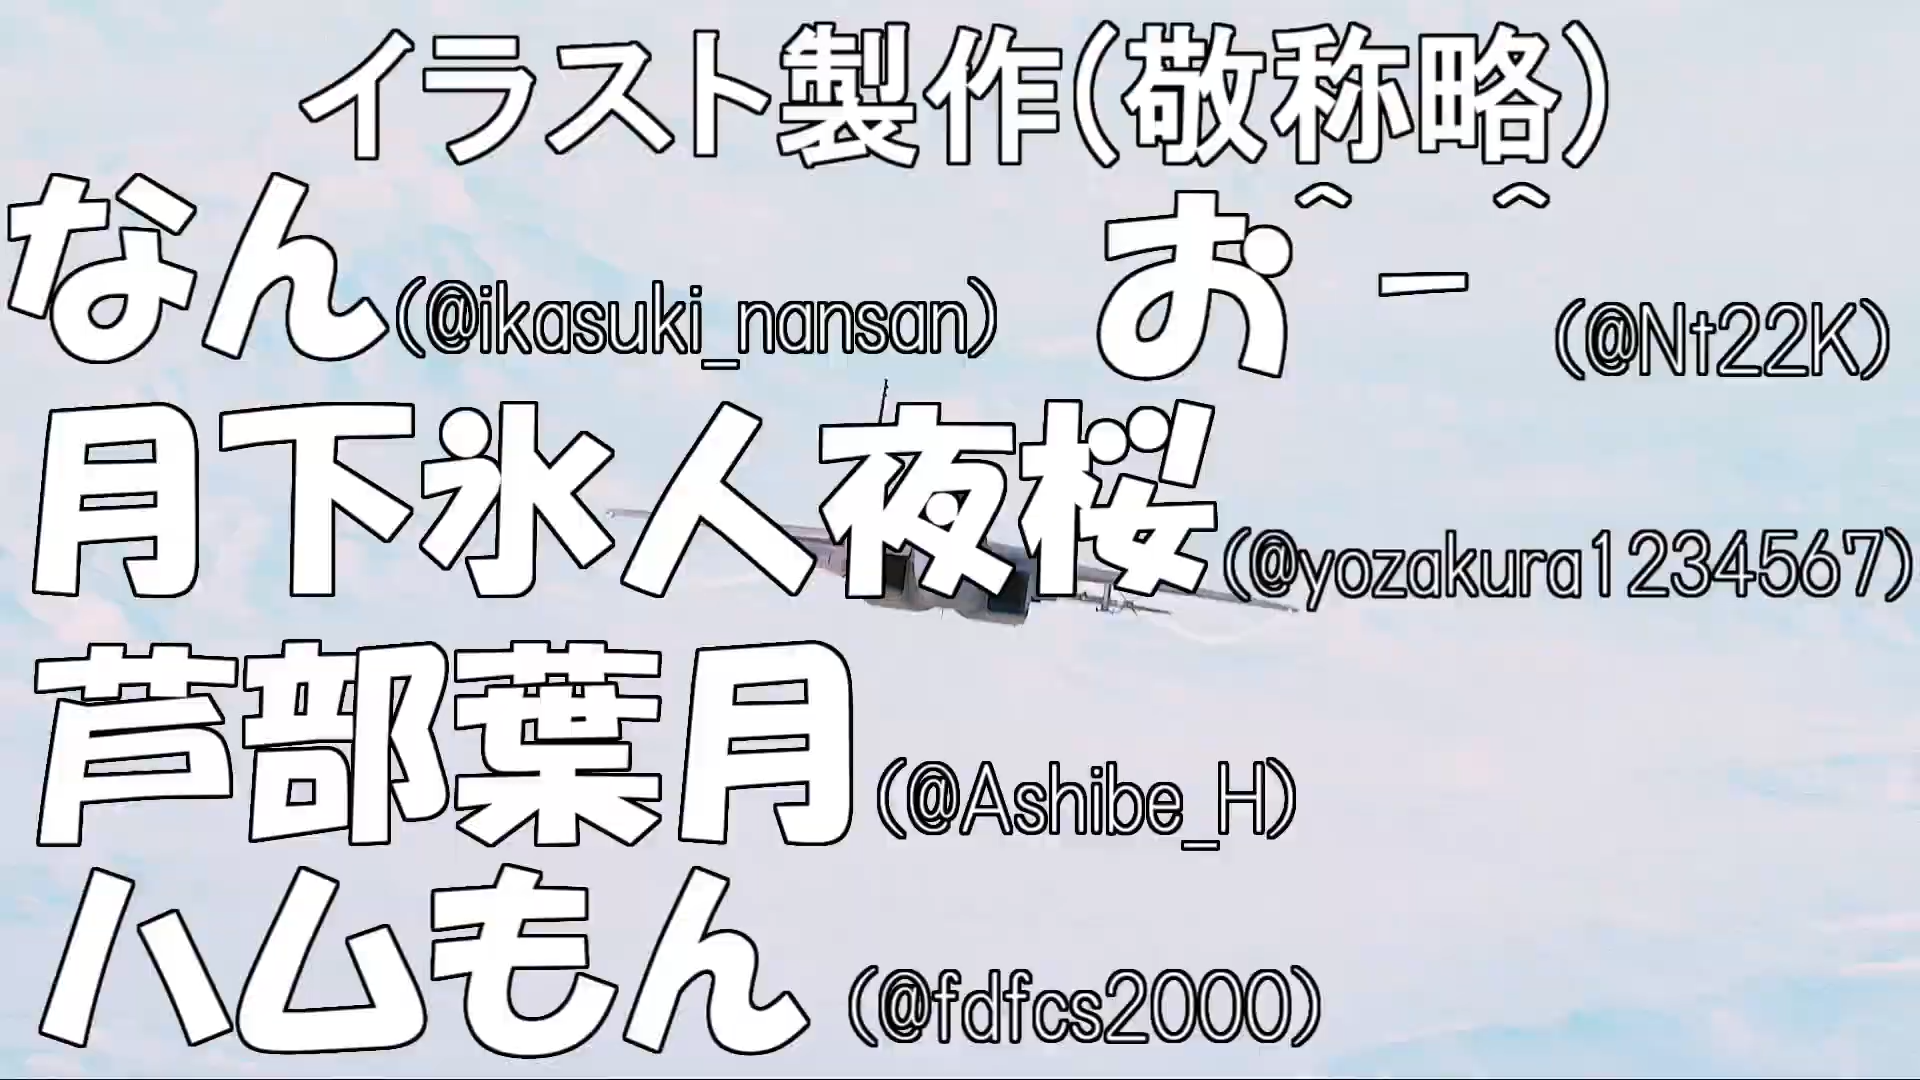 イラスト製作(敬称略)
なん(@ikasuki_nansan) お＾－＾(@Nt22K)
月下氷人夜桜(@yozakura1234567)
芦部葉月(@Ashibe_H)
ハムもん(@fdfcs2000)